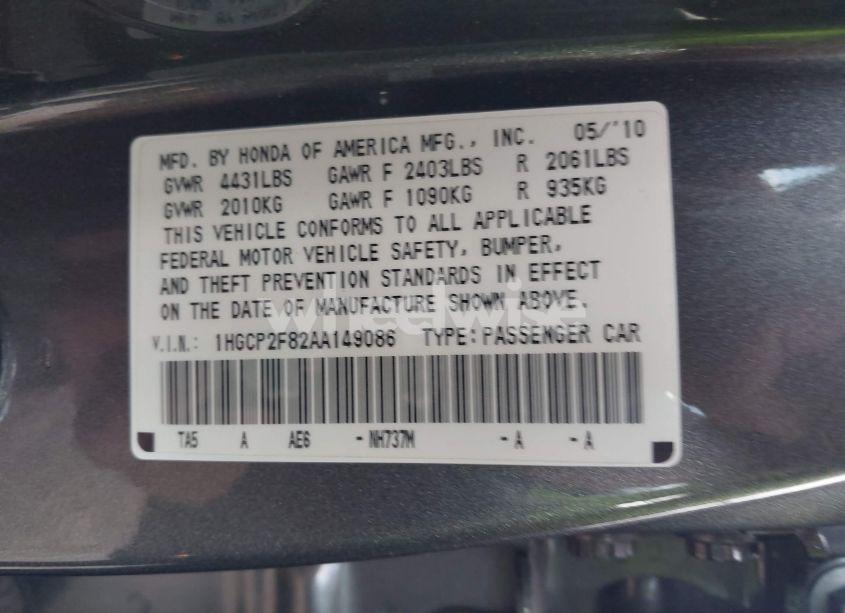 MFD. BY HONDA OF AMERICA MFG., INC. 05/'10
GVWR 4431LBS GAWR F 2403LBS R 2061LBS
GVWR 2010KG GAWR F 1090KG R 935KG
THIS VEHICLE CONFORMS TO ALL APPLICABLE
FEDERAL MOTOR VEHICLE SAFETY, BUMPER,
AND THEFT PREVENTION STANDARDS IN EFFECT
ON THE DATE OF MANUFACTURE SHOWN ABOVE.
wheelwise
V.I.N.: 1HGCP2F82AA149086 TYPE:PASSENGER CAR
TA5 A AE6 -NH737M -A -A